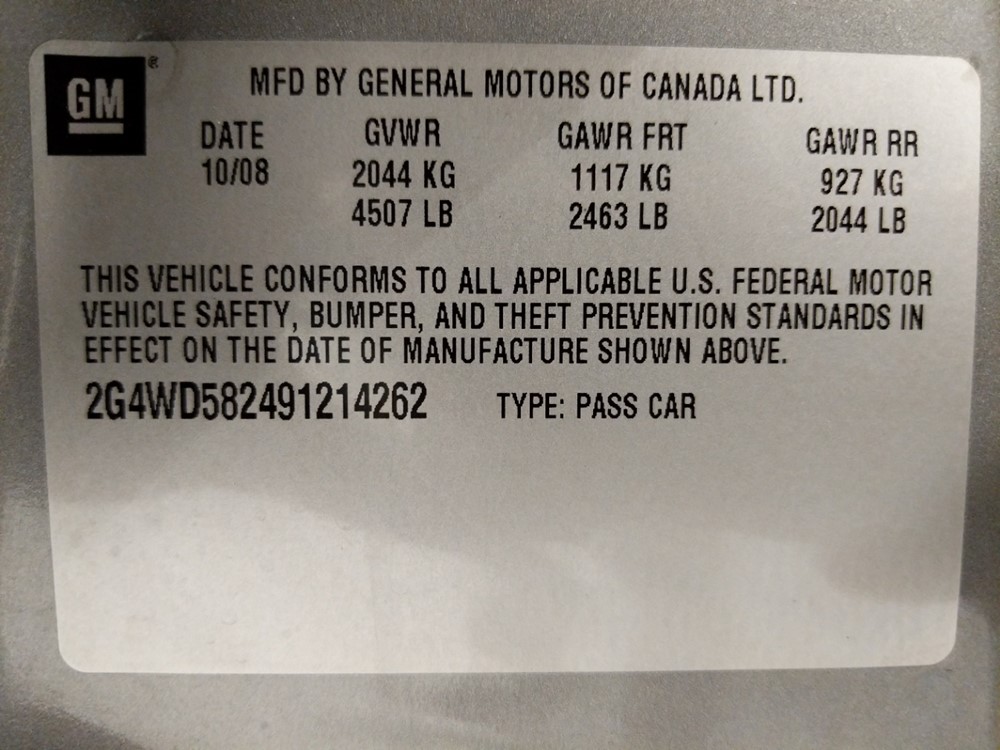 GM ®
MFD BY GENERAL MOTORS OF CANADA LTD.
DATE GVWR GAWR FRT GAWR RR
10/08 2044 KG 1117 KG 927 KG
4507 LB 2463 LB 2044 LB
THIS VEHICLE CONFORMS TO ALL APPLICABLE U.S. FEDERAL MOTOR
VEHICLE SAFETY, BUMPER, AND THEFT PREVENTION STANDARDS IN
EFFECT ON THE DATE OF MANUFACTURE SHOWN ABOVE.
2G4WD582491214262 TYPE: PASS CAR